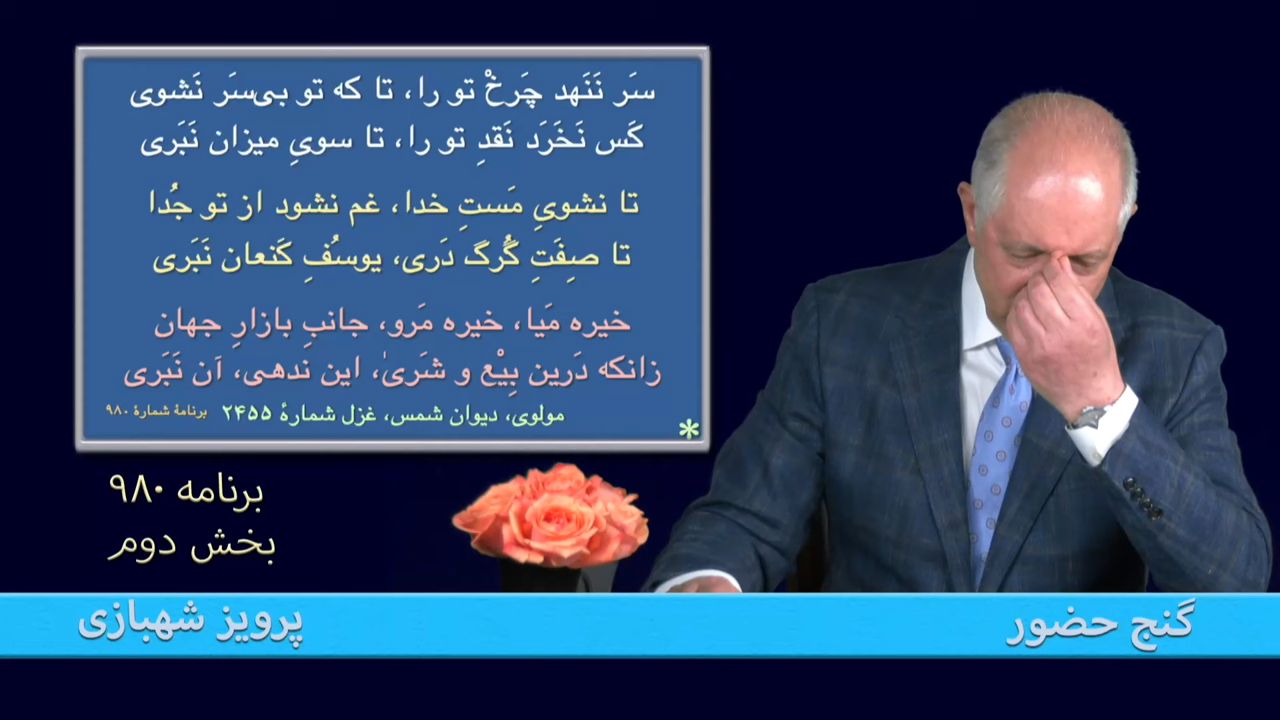 سَر نَنَهد چَرخْ تو را، تا که تو بی‌سَر نَشوی
کَس نَخَرَد نَقدِ تو را، تا سویِ میزان نَبَری
تا نشویِ مَستِ خدا، غم نشود از تو جُدا
تا صِفَتِ گُرگ دَری، یوسُفِ کَنعان نَبَری
خیره مَیا، خیره مَرو، جانبِ بازارِ جهان
زانکه دَرین بِیْع و شَریٰ، این ندهی، آن نَبَری
مولوی، دیوان شمس، غزل شمارهٔ ۲۴۵۵ برنامهٔ شمارهٔ ۹۸۰
*
برنامه ۹۸۰
بخش دوم
گنج حضور
پرویز شهبازی